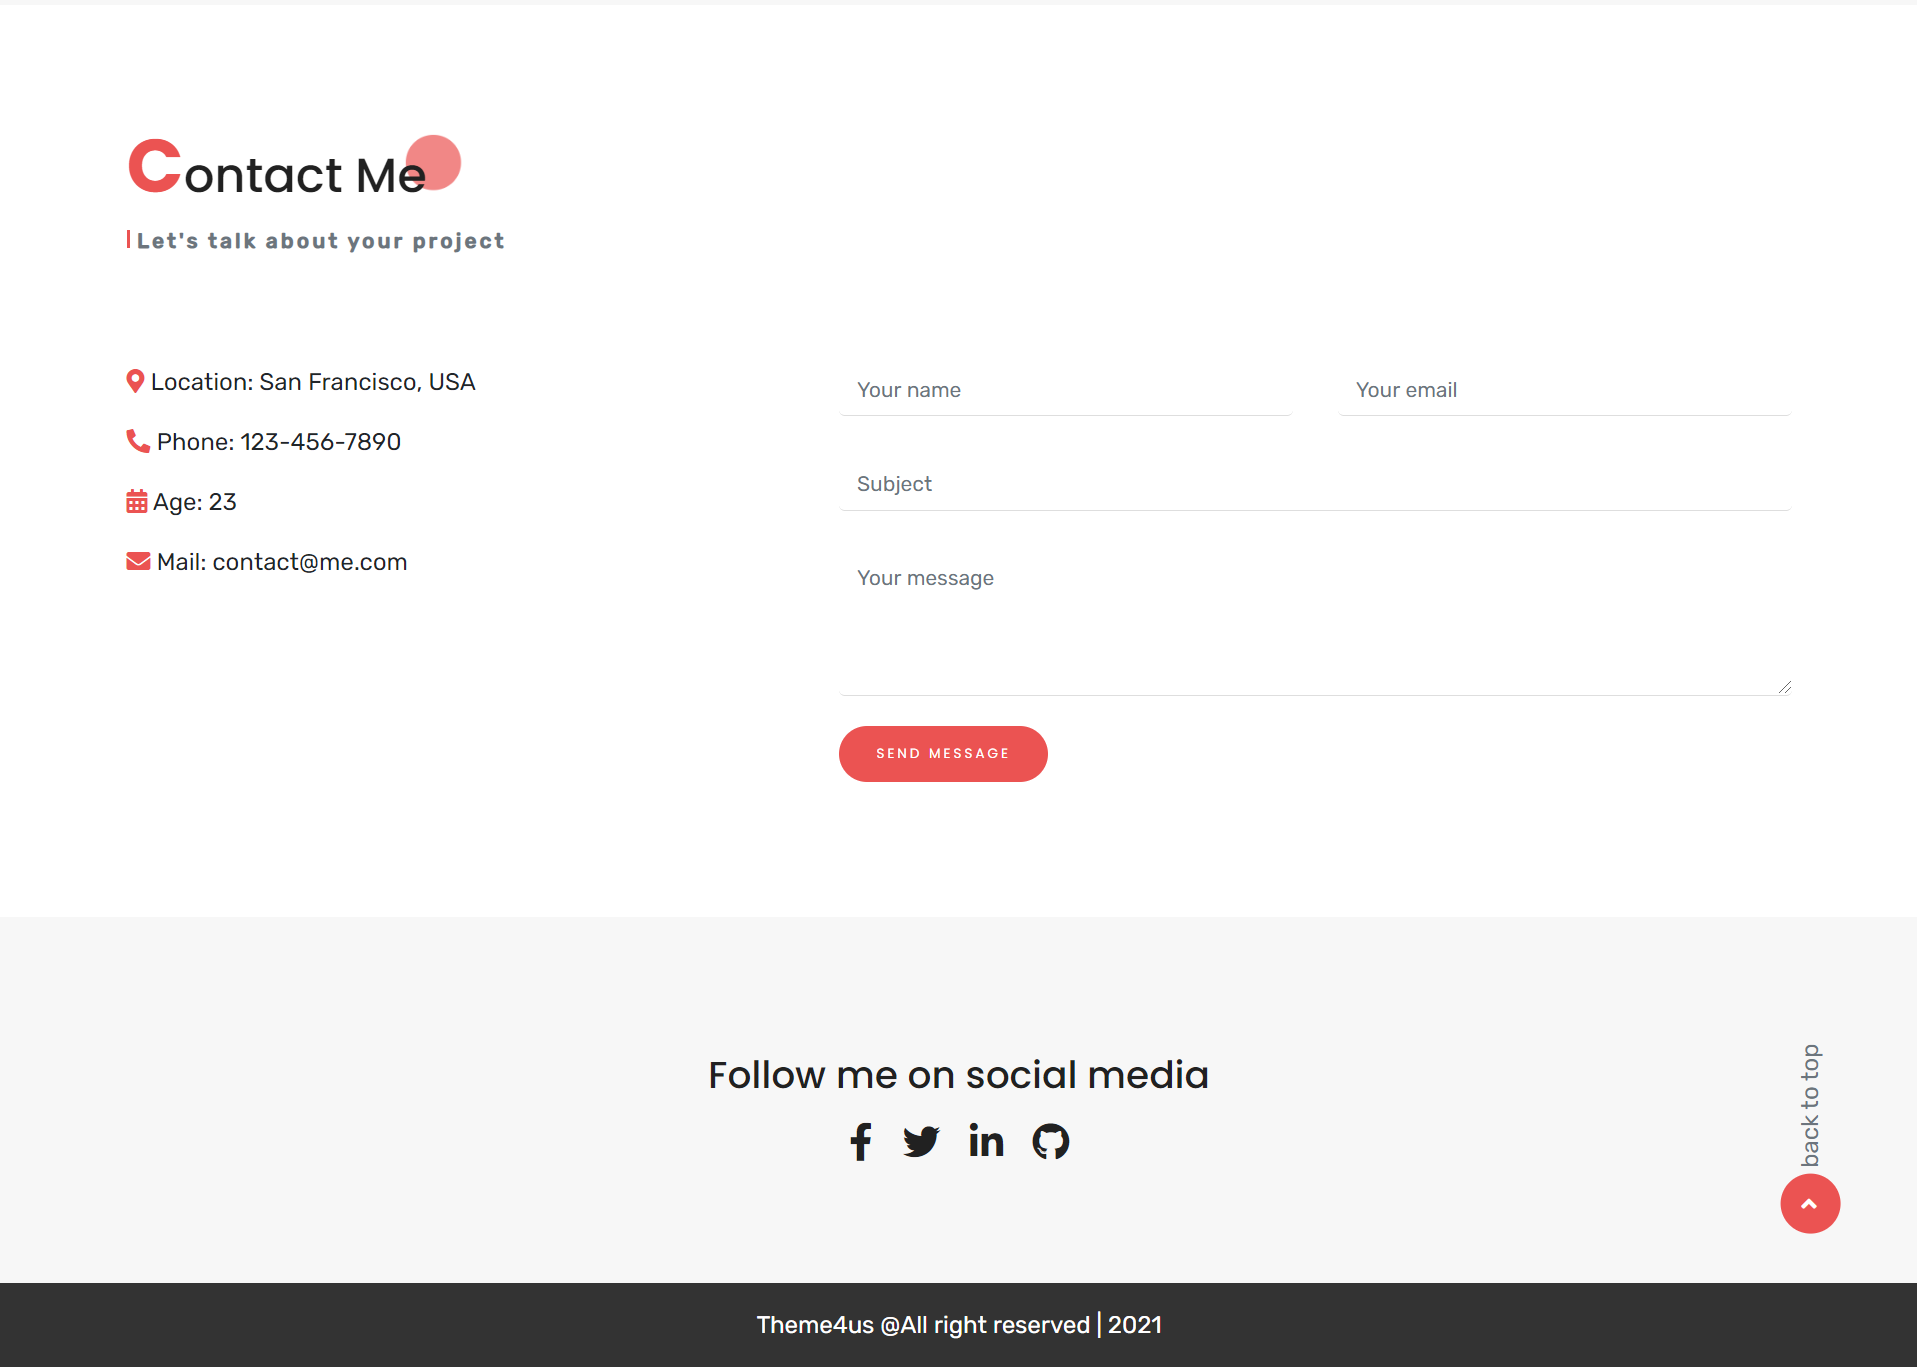 Contact Me
Let's talk about your project
Location: San Francisco, USA
Phone: 123-456-7890
Age: 23
Mail: contact@me.com
Your name
Your email
Subject
Your message
SEND MESSAGE
Follow me on social media
back to top
Theme4us @All right reserved | 2021